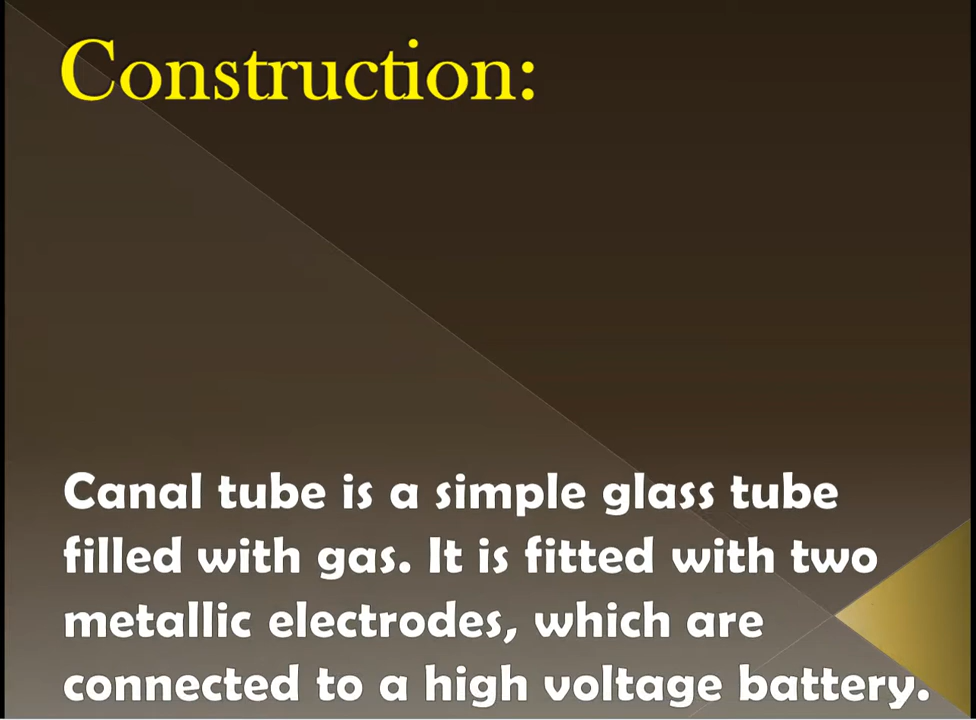 Construction:
Canal tube is a simple glass tube
filled with gas. It is fitted with two
metallic electrodes, which are
connected to a high voltage battery.